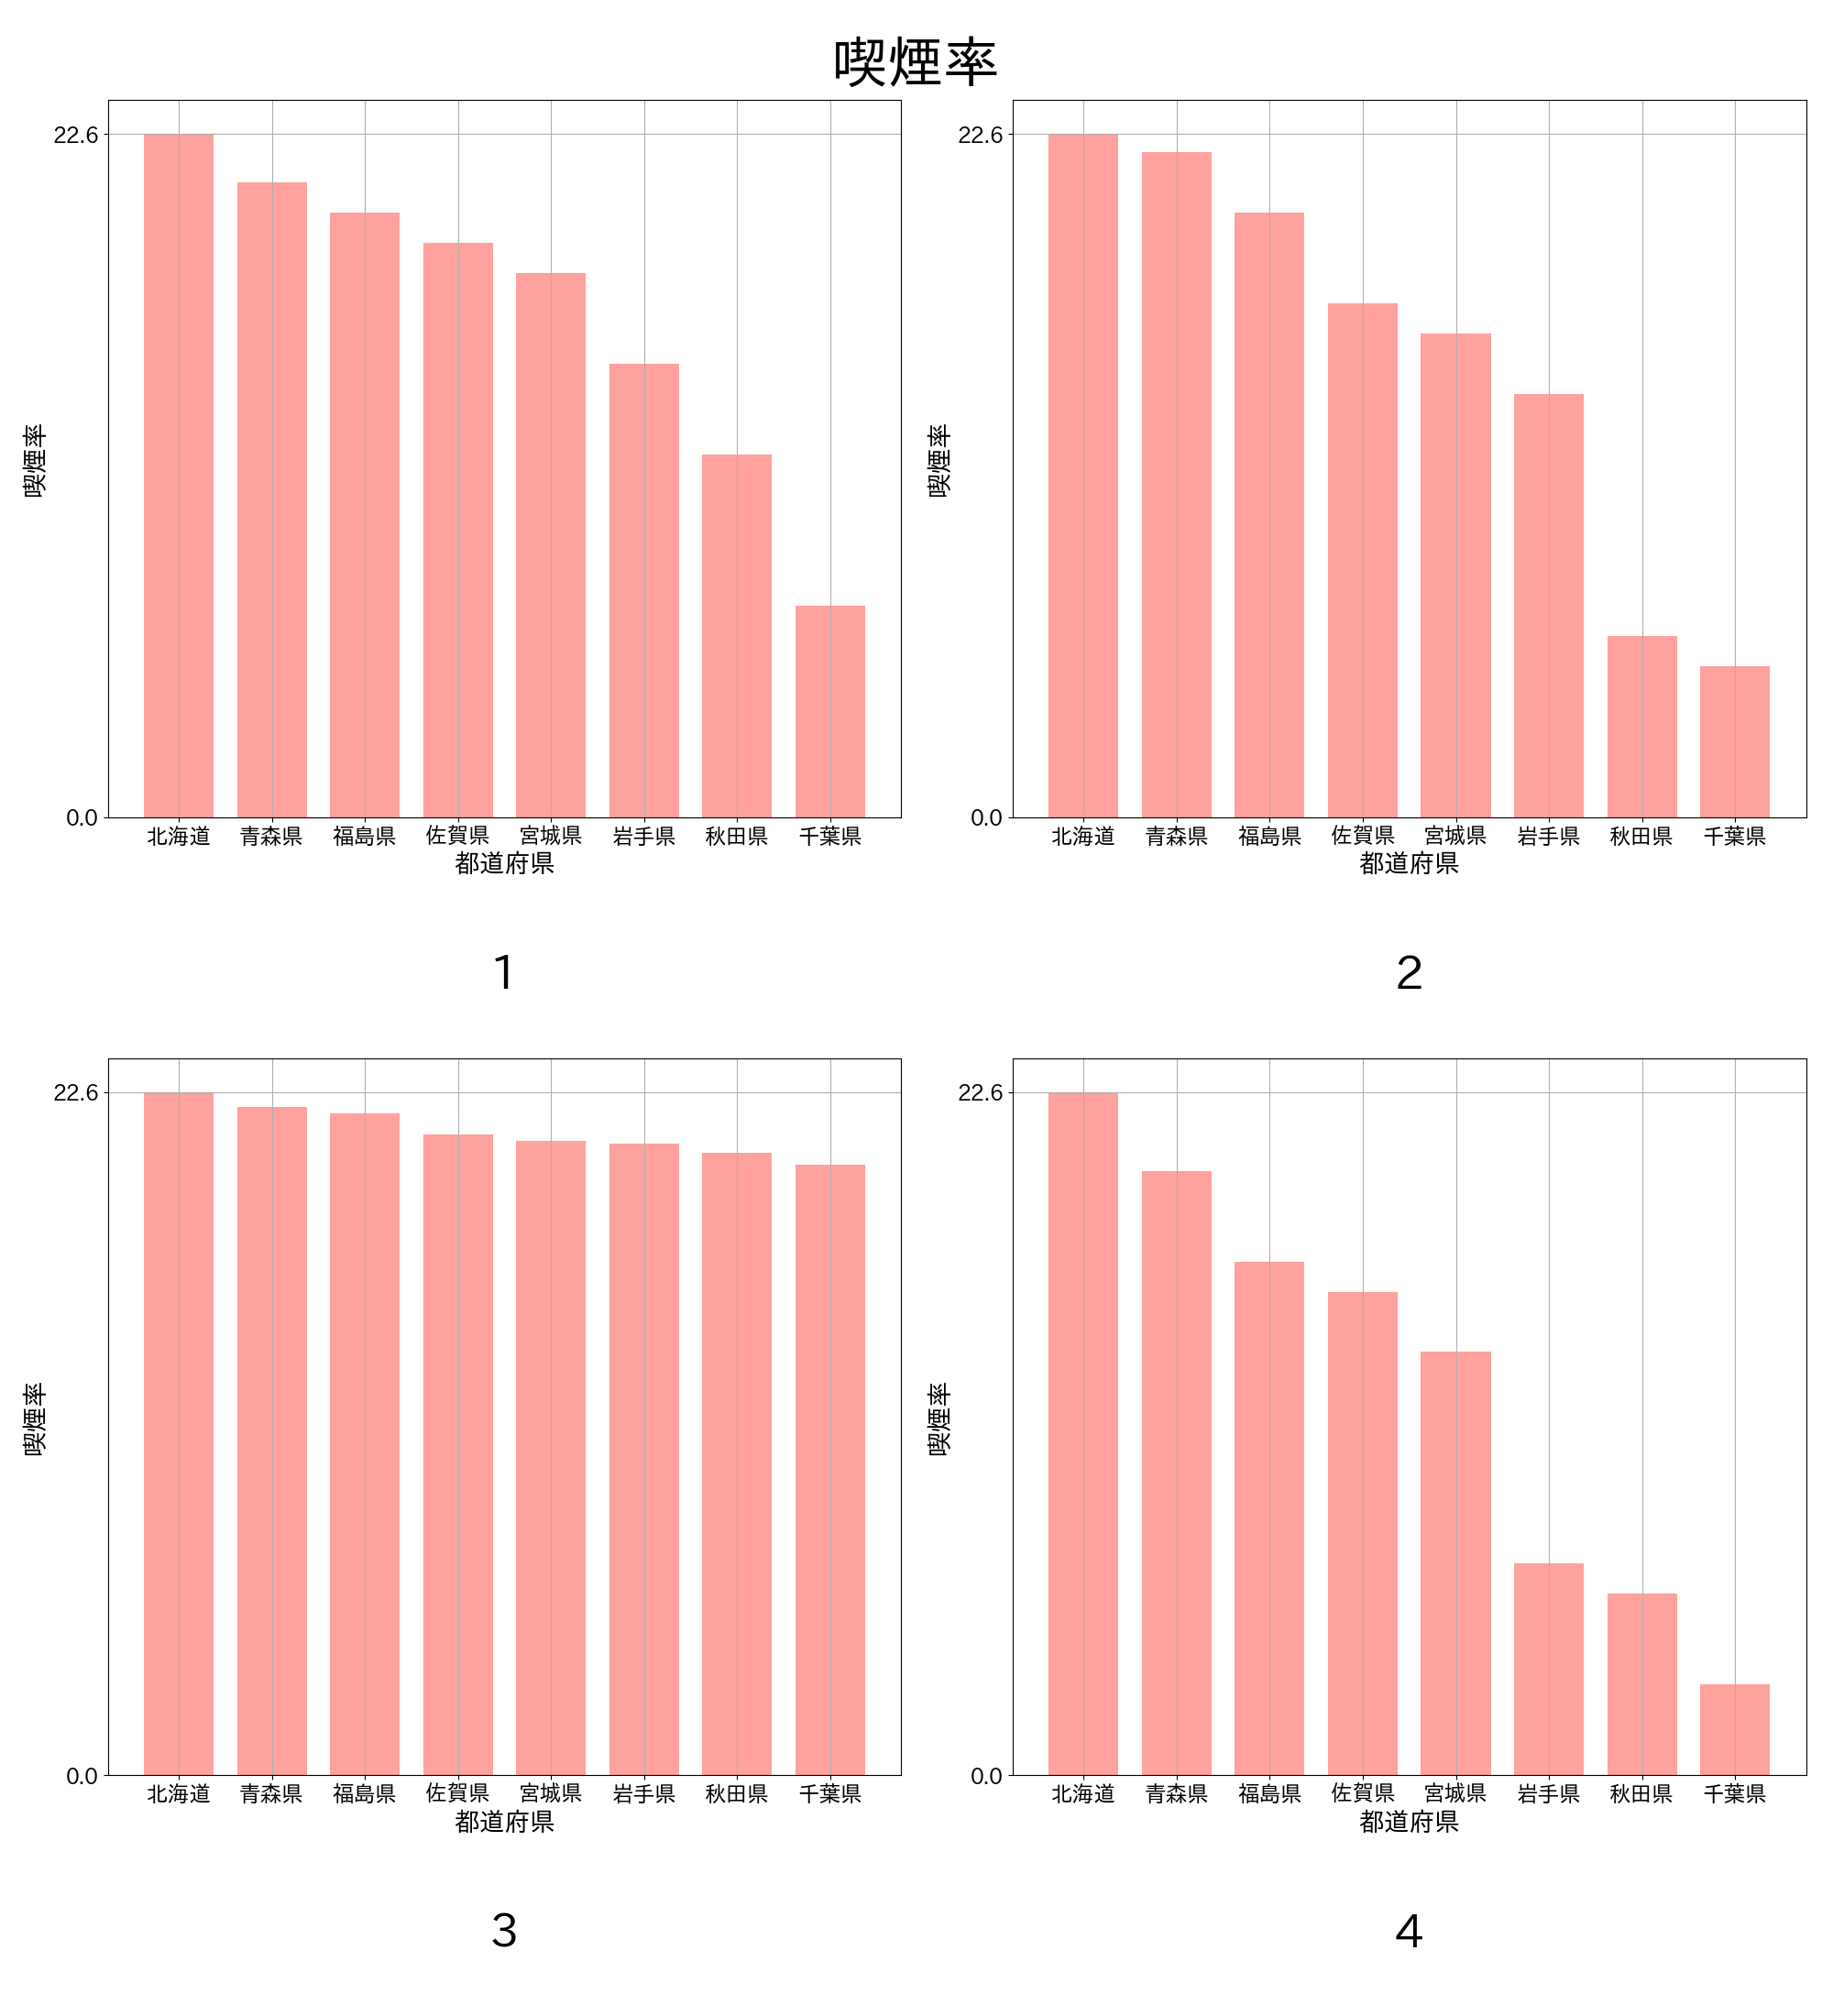 喫煙率
22.6
0.0
喫煙率
北海道 青森県 福島県 佐賀県 宮城県 岩手県 秋田県 千葉県
都道府県
1
22.6
0.0
喫煙率
北海道 青森県 福島県 佐賀県 宮城県 岩手県 秋田県 千葉県
都道府県
2
22.6
0.0
喫煙率
北海道 青森県 福島県 佐賀県 宮城県 岩手県 秋田県 千葉県
都道府県
3
22.6
0.0
喫煙率
北海道 青森県 福島県 佐賀県 宮城県 岩手県 秋田県 千葉県
都道府県
4